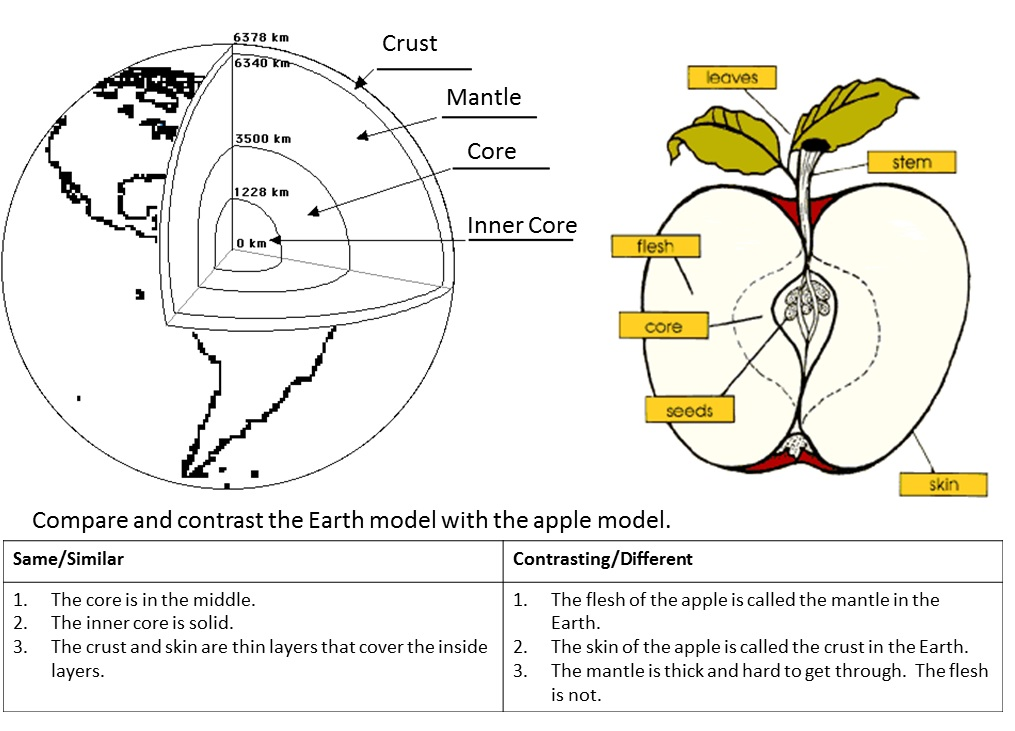 6378 km
Crust
6340 km
Mantle
3500 km
Core
1228 km
Inner Core
0 km
leaves
stem
flesh
core
seeds
skin
Compare and contrast the Earth model with the apple model.
Same/Similar
1. The core is in the middle.
2. The inner core is solid.
3. The crust and skin are thin layers that cover the inside
layers.
Contrasting/Different
1. The flesh of the apple is called the mantle in the
Earth.
2. The skin of the apple is called the crust in the Earth.
3. The mantle is thick and hard to get through. The flesh
is not.